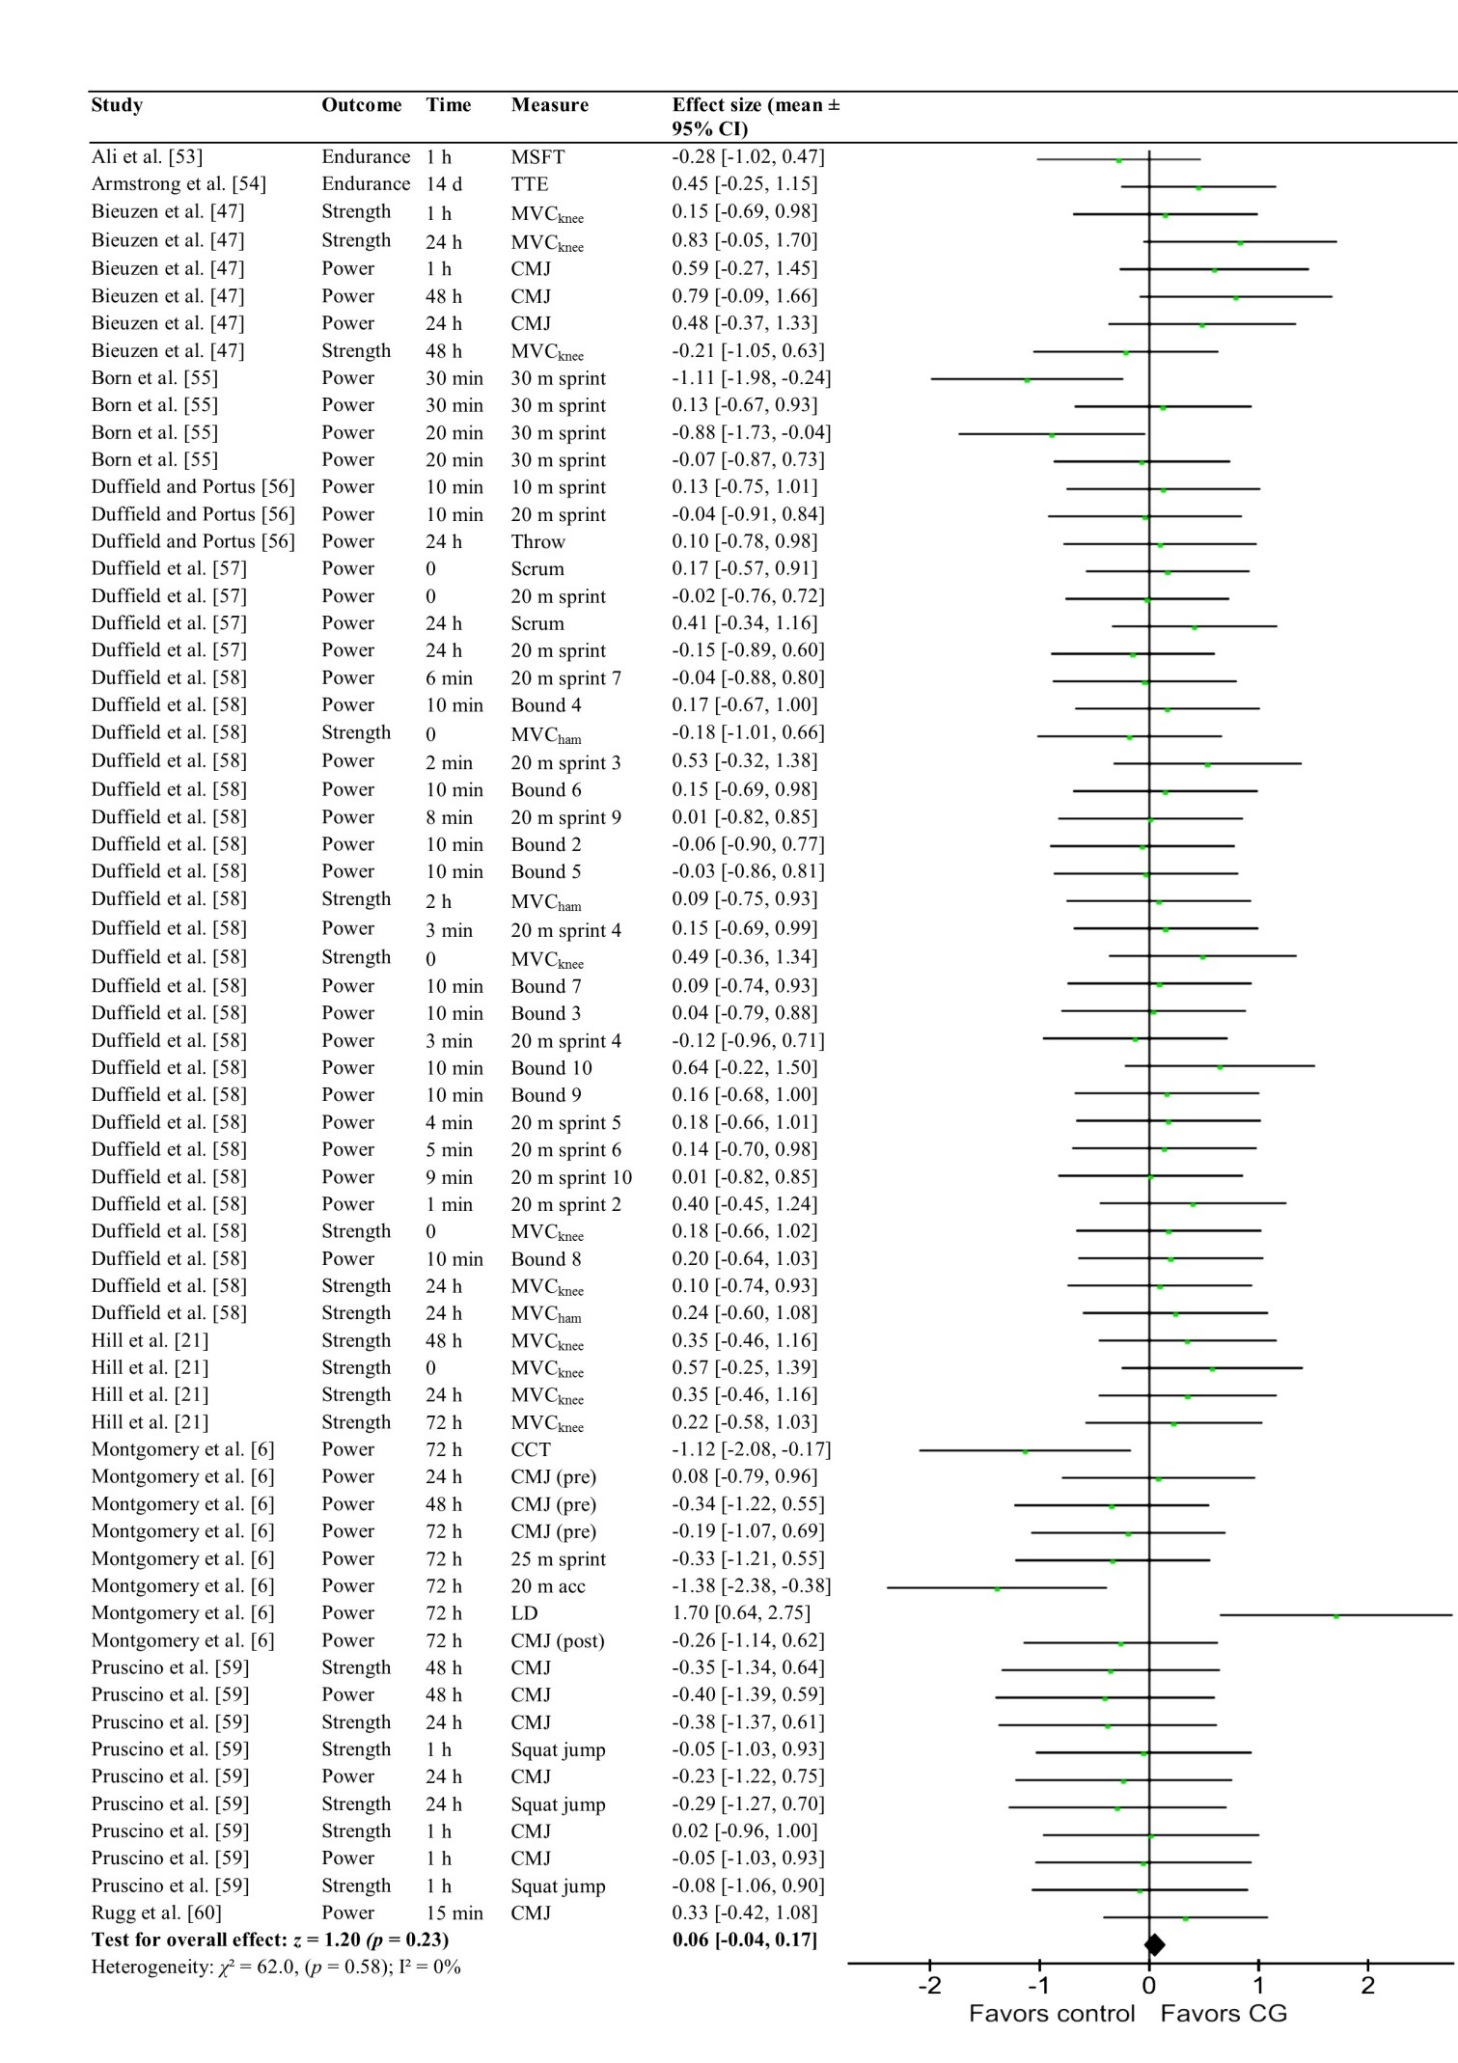 Study Outcome Time Measure Effect size (mean ±
95% CI)
Ali et al. [53] Endurance 1 h MSFT -0.28 [-1.02, 0.47]
Armstrong et al. [54] Endurance 14 d TTE 0.45 [-0.25, 1.15]
Bieuzen et al. [47] Strength 1 h MVCknee 0.15 [-0.69, 0.98]
Bieuzen et al. [47] Strength 24 h MVCknee 0.83 [-0.05, 1.70]
Bieuzen et al. [47] Power 1 h CMJ 0.59 [-0.27, 1.45]
Bieuzen et al. [47] Power 48 h CMJ 0.79 [-0.09, 1.66]
Bieuzen et al. [47] Power 24 h CMJ 0.48 [-0.37, 1.33]
Bieuzen et al. [47] Strength 48 h MVCknee -0.21 [-1.05, 0.63]
Born et al. [55] Power 30 min 30 m sprint -1.11 [-1.98, -0.24]
Born et al. [55] Power 30 min 30 m sprint 0.13 [-0.67, 0.93]
Born et al. [55] Power 20 min 30 m sprint -0.88 [-1.73, -0.04]
Born et al. [55] Power 20 min 30 m sprint -0.07 [-0.87, 0.73]
Duffield and Portus [56] Power 10 min 10 m sprint 0.13 [-0.75, 1.01]
Duffield and Portus [56] Power 10 min 20 m sprint -0.04 [-0.91, 0.84]
Duffield and Portus [56] Power 24 h Throw 0.10 [-0.78, 0.98]
Duffield et al. [57] Power 0 Scrum 0.17 [-0.57, 0.91]
Duffield et al. [57] Power 0 20 m sprint -0.02 [-0.76, 0.72]
Duffield et al. [57] Power 24 h Scrum 0.41 [-0.34, 1.16]
Duffield et al. [57] Power 24 h 20 m sprint -0.15 [-0.89, 0.60]
Duffield et al. [58] Power 6 min 20 m sprint 7 -0.04 [-0.88, 0.80]
Duffield et al. [58] Power 10 min Bound 4 0.17 [-0.67, 1.00]
Duffield et al. [58] Strength 0 MVCham -0.18 [-1.01, 0.66]
Duffield et al. [58] Power 2 min 20 m sprint 3 0.53 [-0.32, 1.38]
Duffield et al. [58] Power 10 min Bound 6 0.15 [-0.69, 0.98]
Duffield et al. [58] Power 8 min 20 m sprint 9 0.01 [-0.82, 0.85]
Duffield et al. [58] Power 10 min Bound 2 -0.06 [-0.90, 0.77]
Duffield et al. [58] Power 10 min Bound 5 -0.03 [-0.86, 0.81]
Duffield et al. [58] Strength 2 h MVCham 0.09 [-0.75, 0.93]
Duffield et al. [58] Power 3 min 20 m sprint 4 0.15 [-0.69, 0.99]
Duffield et al. [58] Strength 0 MVCknee 0.49 [-0.36, 1.34]
Duffield et al. [58] Power 10 min Bound 7 0.09 [-0.74, 0.93]
Duffield et al. [58] Power 10 min Bound 3 0.04 [-0.79, 0.88]
Duffield et al. [58] Power 3 min 20 m sprint 4 -0.12 [-0.96, 0.71]
Duffield et al. [58] Power 10 min Bound 10 0.64 [-0.22, 1.50]
Duffield et al. [58] Power 10 min Bound 9 0.16 [-0.68, 1.00]
Duffield et al. [58] Power 4 min 20 m sprint 5 0.18 [-0.66, 1.01]
Duffield et al. [58] Power 5 min 20 m sprint 6 0.14 [-0.70, 0.98]
Duffield et al. [58] Power 9 min 20 m sprint 10 0.01 [-0.82, 0.85]
Duffield et al. [58] Power 1 min 20 m sprint 2 0.40 [-0.45, 1.24]
Duffield et al. [58] Strength 0 MVCknee 0.18 [-0.66, 1.02]
Duffield et al. [58] Power 10 min Bound 8 0.20 [-0.64, 1.03]
Duffield et al. [58] Strength 24 h MVCknee 0.10 [-0.74, 0.93]
Duffield et al. [58] Strength 24 h MVCham 0.24 [-0.60, 1.08]
Hill et al. [21] Strength 48 h MVCknee 0.35 [-0.46, 1.16]
Hill et al. [21] Strength 0 MVCknee 0.57 [-0.25, 1.39]
Hill et al. [21] Strength 24 h MVCknee 0.35 [-0.46, 1.16]
Hill et al. [21] Strength 72 h MVCknee 0.22 [-0.58, 1.03]
Montgomery et al. [6] Power 72 h CCT -1.12 [-2.08, -0.17]
Montgomery et al. [6] Power 24 h CMJ (pre) 0.08 [-0.79, 0.96]
Montgomery et al. [6] Power 48 h CMJ (pre) -0.34 [-1.22, 0.55]
Montgomery et al. [6] Power 72 h CMJ (pre) -0.19 [-1.07, 0.69]
Montgomery et al. [6] Power 72 h 25 m sprint -0.33 [-1.21, 0.55]
Montgomery et al. [6] Power 72 h 20 m acc -1.38 [-2.38, -0.38]
Montgomery et al. [6] Power 72 h LD 1.70 [0.64, 2.75]
Montgomery et al. [6] Power 72 h CMJ (post) -0.26 [-1.14, 0.62]
Pruscino et al. [59] Strength 48 h CMJ -0.35 [-1.34, 0.64]
Pruscino et al. [59] Power 48 h CMJ -0.40 [-1.39, 0.59]
Pruscino et al. [59] Strength 24 h CMJ -0.38 [-1.37, 0.61]
Pruscino et al. [59] Strength 1 h Squat jump -0.05 [-1.03, 0.93]
Pruscino et al. [59] Power 24 h CMJ -0.23 [-1.22, 0.75]
Pruscino et al. [59] Strength 24 h Squat jump -0.29 [-1.27, 0.70]
Pruscino et al. [59] Strength 1 h CMJ 0.02 [-0.96, 1.00]
Pruscino et al. [59] Power 1 h CMJ -0.05 [-1.03, 0.93]
Pruscino et al. [59] Strength 1 h Squat jump -0.08 [-1.06, 0.90]
Rugg et al. [60] Power 15 min CMJ 0.33 [-0.42, 1.08]
Test for overall effect: z = 1.20 (p = 0.23) 0.06 [-0.04, 0.17]
Heterogeneity: χ² = 62.0, (p = 0.58); I² = 0%
-2 -1 0 1 2
Favors control Favors CG